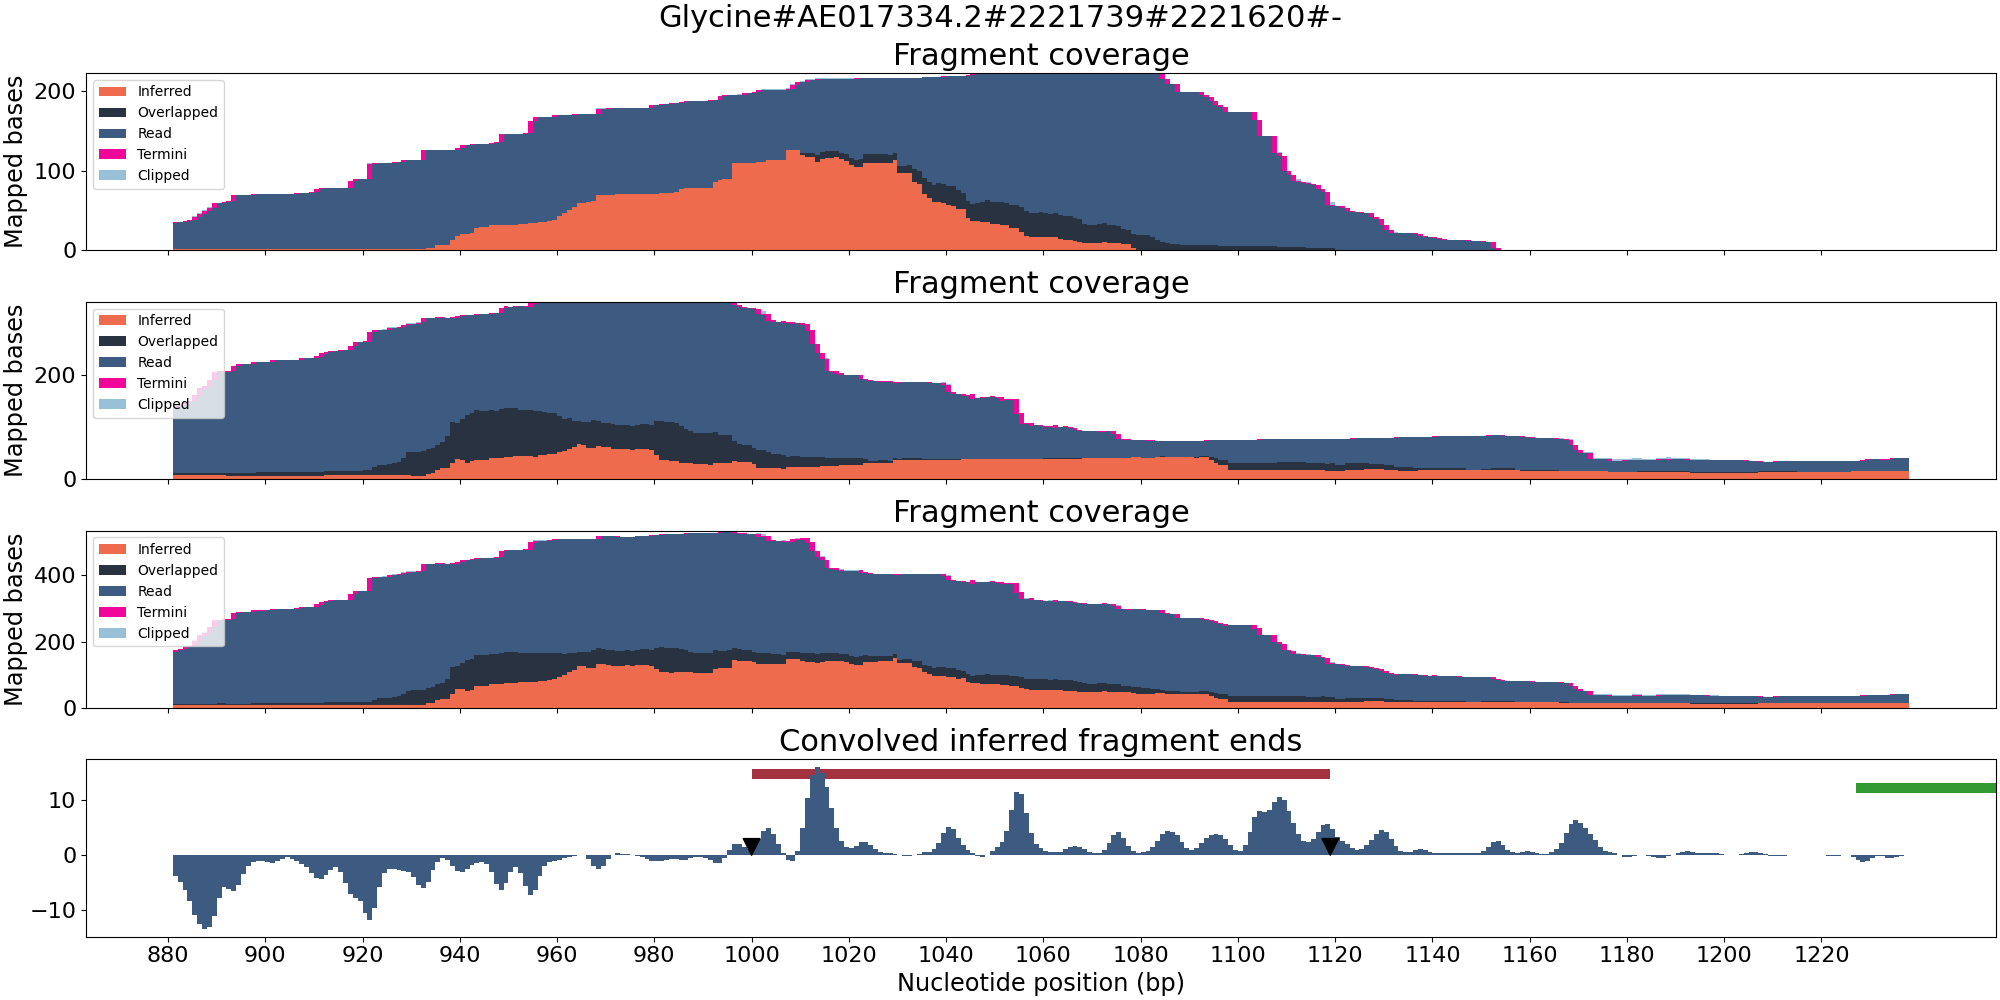 Glycine#AE017334.2#2221739#2221620#-
Fragment coverage
Mapped bases
200
100
0
Inferred
Overlapped
Read
Termini
Clipped
Fragment coverage
Mapped bases
200
0
Inferred
Overlapped
Read
Termini
Clipped
Fragment coverage
Mapped bases
400
200
0
Inferred
Overlapped
Read
Termini
Clipped
Convolved inferred fragment ends
10
0
−10
880 900 920 940 960 980 1000 1020 1040 1060 1080 1100 1120 1140 1160 1180 1200 1220
Nucleotide position (bp)